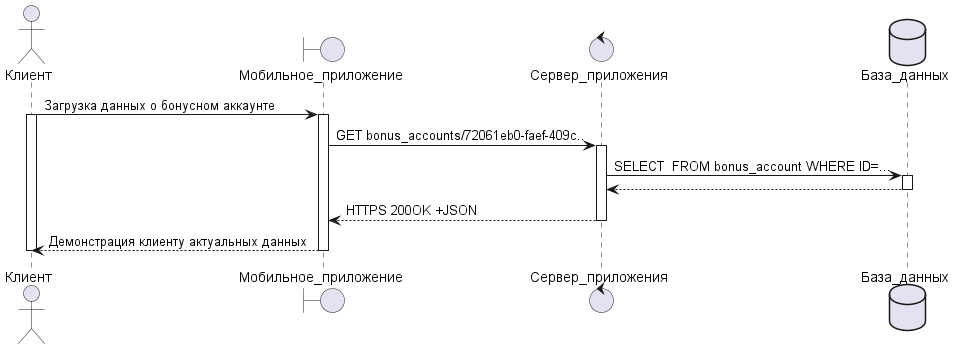 Клиент
Мобильное_приложение
Сервер_приложения
База_данных
Загрузка данных о бонусном аккаунте
GET bonus_accounts/72061eb0-faef-409c...
SELECT  FROM bonus_account WHERE ID=...
HTTPS 200OK +JSON
Демонстрация клиенту актуальных данных
Клиент
Мобильное_приложение
Сервер_приложения
База_данных